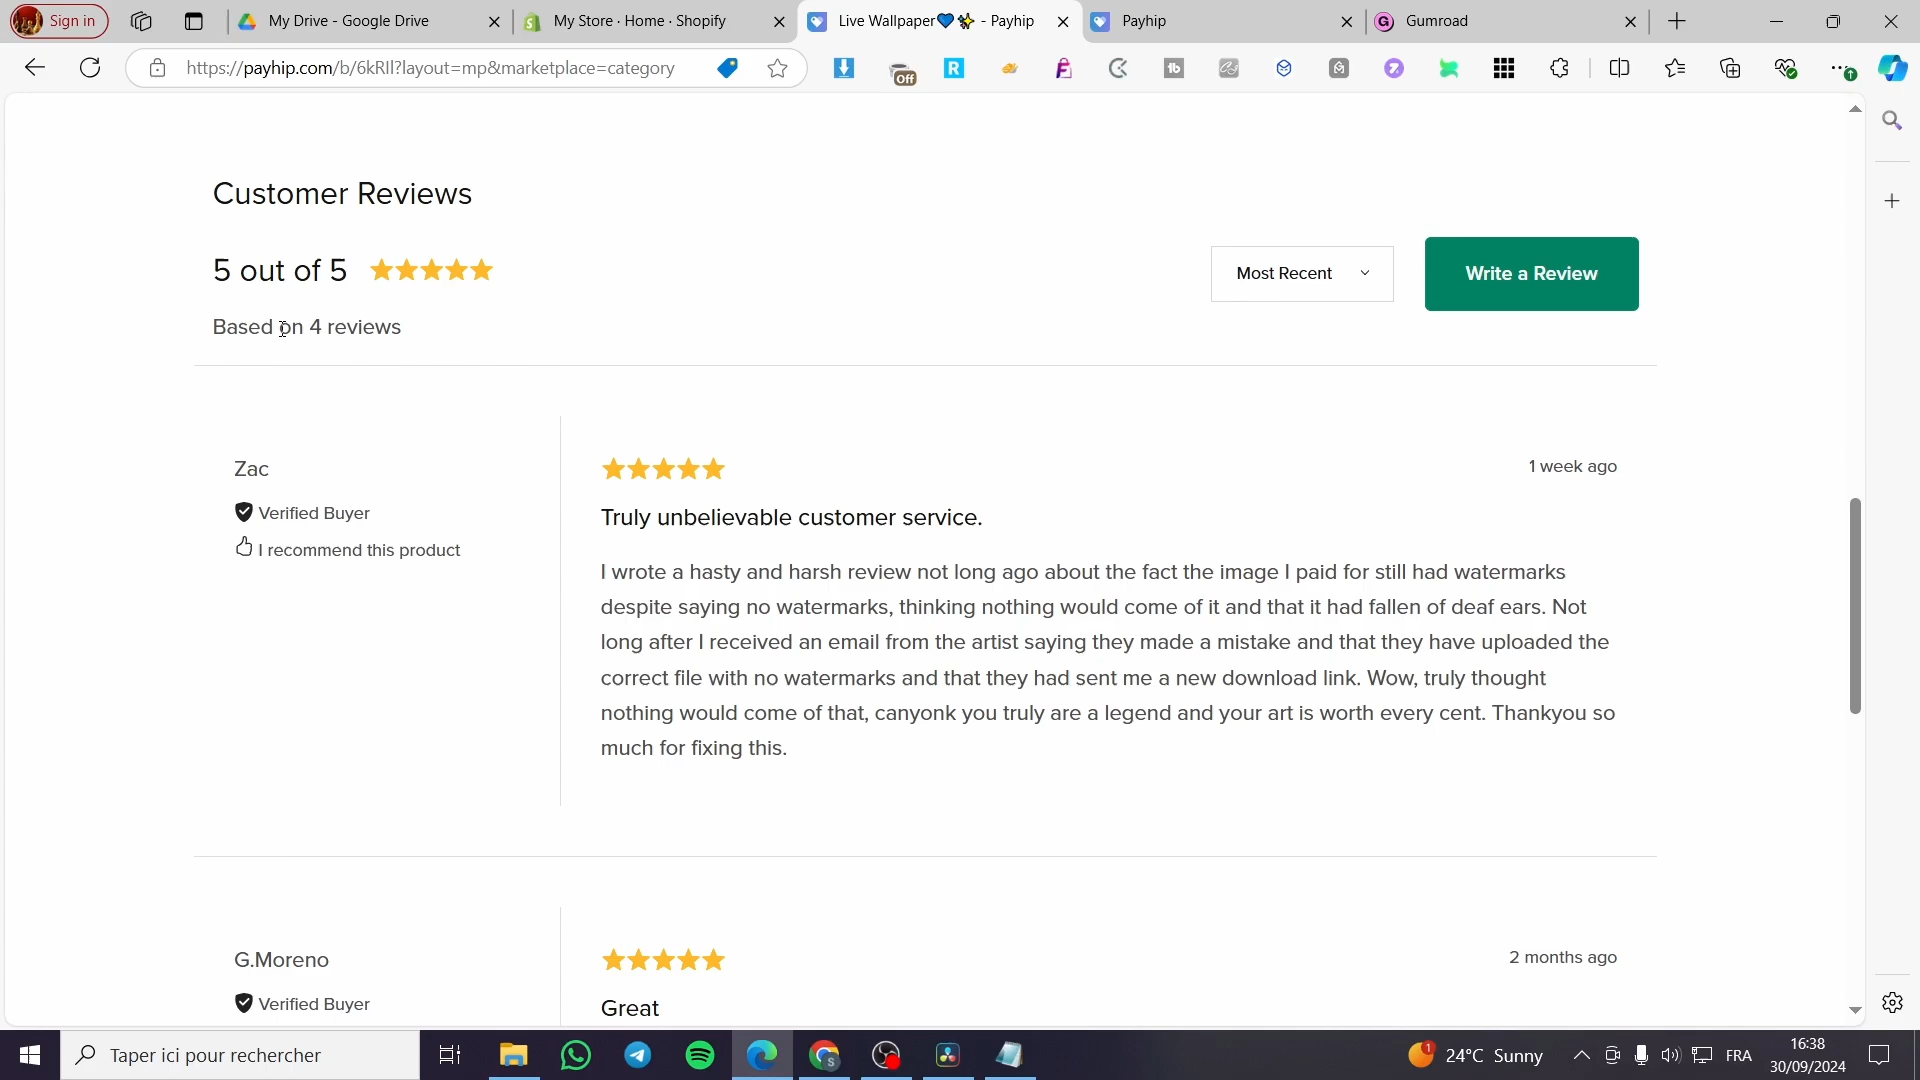 Sign in
My Drive - Google Drive
My Store · Home · Shopify
Live Wallpaper💙✨ - Payhip
Payhip
Gumroad
https://payhip.com/b/6kRIl?layout=mp&marketplace=category
Off
Customer Reviews
5 out of 5
Most Recent
Write a Review
Based on 4 reviews
Zac
1 week ago
Verified Buyer
Truly unbelievable customer service.
I recommend this product
I wrote a hasty and harsh review not long ago about the fact the image I paid for still had watermarks
despite saying no watermarks, thinking nothing would come of it and that it had fallen of deaf ears. Not
long after I received an email from the artist saying they made a mistake and that they have uploaded the
correct file with no watermarks and that they had sent me a new download link. Wow, truly thought
nothing would come of that, canyonk you truly are a legend and your art is worth every cent. Thankyou so
much for fixing this.
G.Moreno
2 months ago
Verified Buyer
Great
Taper ici pour rechercher
1
24°C Sunny
FRA
16:38
30/09/2024